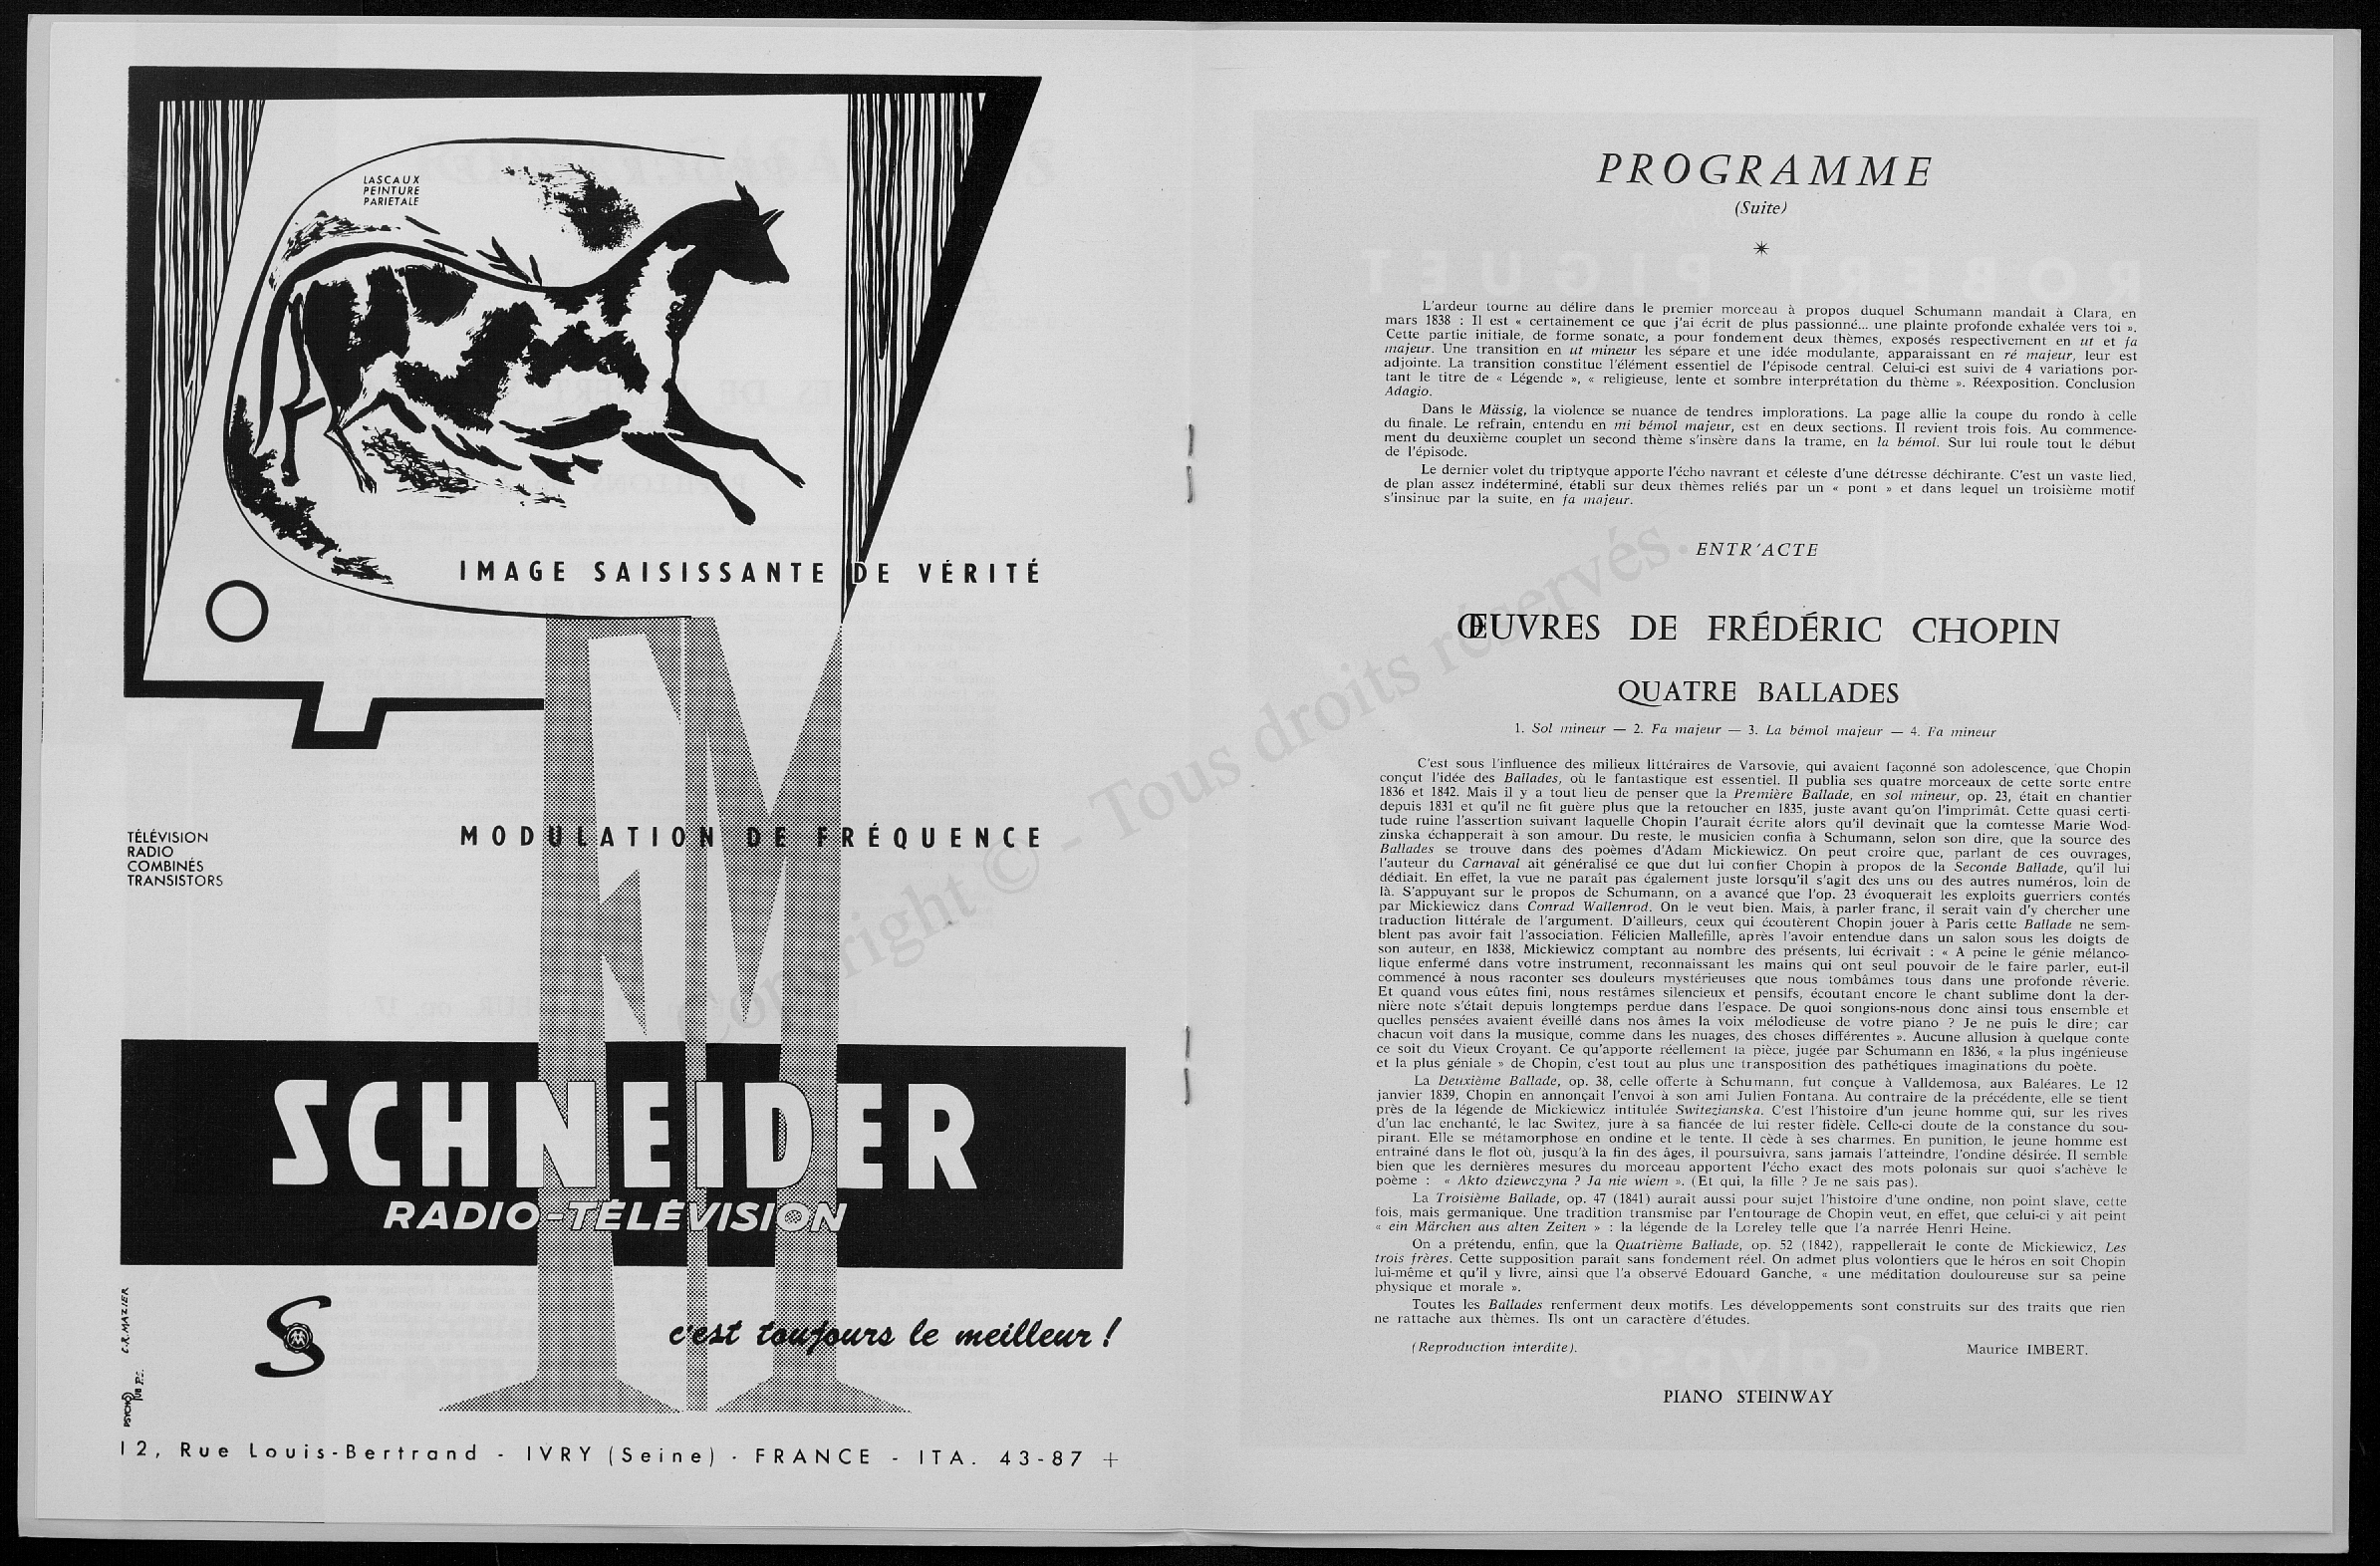 LASCAUX
PEINTURE
PARIETALE
IMAGE SAISISSANTE DE VÉRITÉ
FM
MODULATION DE FRÉQUENCE
TÉLÉVISION
RADIO
COMBINÉS
TRANSISTORS
SCHNEIDER
RADIO-TÉLÉVISION
c'est toujours le meilleur !
C.R. MAZIER
12, Rue Louis-Bertrand - IVRY (Seine) - FRANCE - ITA. 43-87 +
PROGRAMME
(Suite)
L'ardeur tourne au délire dans le premier morceau à propos duquel Schumann mandait à Clara, en
mars 1838 : Il est « certainement ce que j'ai écrit de plus passionné... une plainte profonde exhalée vers toi ».
Cette partie initiale, de forme sonate, a pour fondement deux thèmes, exposés respectivement en ut et fa
majeur. Une transition en ut mineur les sépare et une idée modulante, apparaissant en ré majeur, leur est
adjointe. La transition constitue l'élément essentiel de l'épisode central. Celui-ci est suivi de 4 variations por-
tant le titre de « Légende », « religieuse, lente et sombre interprétation du thème ». Réexposition. Conclusion
Adagio.
Dans le Mässig, la violence se nuance de tendres implorations. La page allie la coupe du rondo à celle
du finale. Le refrain, entendu en mi bémol majeur, est en deux sections. Il revient trois fois. Au commence-
ment du deuxième couplet un second thème s'insère dans la trame, en la bémol. Sur lui roule tout le début
de l'épisode.
Le dernier volet du triptyque apporte l'écho navrant et céleste d'une détresse déchirante. C'est un vaste lied,
de plan assez indéterminé, établi sur deux thèmes reliés par un « pont » et dans lequel un troisième motif
s'insinue par la suite, en fa majeur.
ENTR'ACTE
ŒUVRES DE FRÉDÉRIC CHOPIN
QUATRE BALLADES
1. Sol mineur — 2. Fa majeur — 3. La bémol majeur — 4. Fa mineur
C'est sous l'influence des milieux littéraires de Varsovie, qui avaient façonné son adolescence, que Chopin
conçut l'idée des Ballades, où le fantastique est essentiel. Il publia ses quatre morceaux de cette sorte entre
1836 et 1842. Mais il y a tout lieu de penser que la Première Ballade, en sol mineur, op. 23, était en chantier
depuis 1831 et qu'il ne fit guère plus que la retoucher en 1835, juste avant qu'on l'imprimât. Cette quasi certi-
tude ruine l'assertion suivant laquelle Chopin l'aurait écrite alors qu'il devinait que la comtesse Marie Wod-
zinska échapperait à son amour. Du reste, le musicien confia à Schumann, selon son dire, que la source des
Ballades se trouve dans des poèmes d'Adam Mickiewicz. On peut croire que, parlant de ces ouvrages,
l'auteur du Carnaval ait généralisé ce que dut lui confier Chopin à propos de la Seconde Ballade, qu'il lui
dédiait. En effet, la vue ne paraît pas également juste lorsqu'il s'agit des uns ou des autres numéros, loin de
là. S'appuyant sur le propos de Schumann, on a avancé que l'op. 23 évoquerait les exploits guerriers contés
par Mickiewicz dans Conrad Wallenrod. On le veut bien. Mais, à parler franc, il serait vain d'y chercher une
traduction littérale de l'argument. D'ailleurs, ceux qui écoutèrent Chopin jouer à Paris cette Ballade ne sem-
blent pas avoir fait l'association. Félicien Mallefille, après l'avoir entendue dans un salon sous les doigts de
son auteur, en 1838, Mickiewicz comptant au nombre des présents, lui écrivait : « A peine le génie mélanco-
lique enfermé dans votre instrument, reconnaissant les mains qui ont seul pouvoir de le faire parler, eut-il
commencé à nous raconter ses douleurs mystérieuses que nous tombâmes tous dans une profonde rêverie.
Et quand vous eûtes fini, nous restâmes silencieux et pensifs, écoutant encore le chant sublime dont la der-
nière note s'était depuis longtemps perdue dans l'espace. De quoi songions-nous donc ainsi tous ensemble et
quelles pensées avaient éveillé dans nos âmes la voix mélodieuse de votre piano ? Je ne puis le dire; car
chacun voit dans la musique, comme dans les nuages, des choses différentes ». Aucune allusion à quelque conte
ce soit du Vieux Croyant. Ce qu'apporte réellement la pièce, jugée par Schumann en 1836, « la plus ingénieuse
et la plus géniale » de Chopin, c'est tout au plus une transposition des pathétiques imaginations du poète.
La Deuxième Ballade, op. 38, celle offerte à Schumann, fut conçue à Valldemosa, aux Baléares. Le 12
janvier 1839, Chopin en annonçait l'envoi à son ami Julien Fontana. Au contraire de la précédente, elle se tient
près de la légende de Mickiewicz intitulée Switezianska. C'est l'histoire d'un jeune homme qui, sur les rives
d'un lac enchanté, le lac Switez, jure à sa fiancée de lui rester fidèle. Celle-ci doute de la constance du sou-
pirant. Elle se métamorphose en ondine et le tente. Il cède à ses charmes. En punition, le jeune homme est
entraîné dans le flot où, jusqu'à la fin des âges, il poursuivra, sans jamais l'atteindre, l'ondine désirée. Il semble
bien que les dernières mesures du morceau apportent l'écho exact des mots polonais sur quoi s'achève le
poème : « Akto dziewczyna ? Ja nie wiem ». (Et qui, la fille ? Je ne sais pas).
La Troisième Ballade, op. 47 (1841) aurait aussi pour sujet l'histoire d'une ondine, non point slave, cette
fois, mais germanique. Une tradition transmise par l'entourage de Chopin veut, en effet, que celui-ci y ait peint
« ein Märchen aus alten Zeiten » : la légende de la Loreley telle que l'a narrée Henri Heine.
On a prétendu, enfin, que la Quatrième Ballade, op. 52 (1842), rappellerait le conte de Mickiewicz, Les
trois frères. Cette supposition paraît sans fondement réel. On admet plus volontiers que le héros en soit Chopin
lui-même et qu'il y livre, ainsi que l'a observé Edouard Ganche, « une méditation douloureuse sur sa peine
physique et morale ».
Toutes les Ballades renferment deux motifs. Les développements sont construits sur des traits que rien
ne rattache aux thèmes. Ils ont un caractère d'études.
(Reproduction interdite).
Maurice IMBERT.
PIANO STEINWAY
Copyright © - Tous droits réservés.